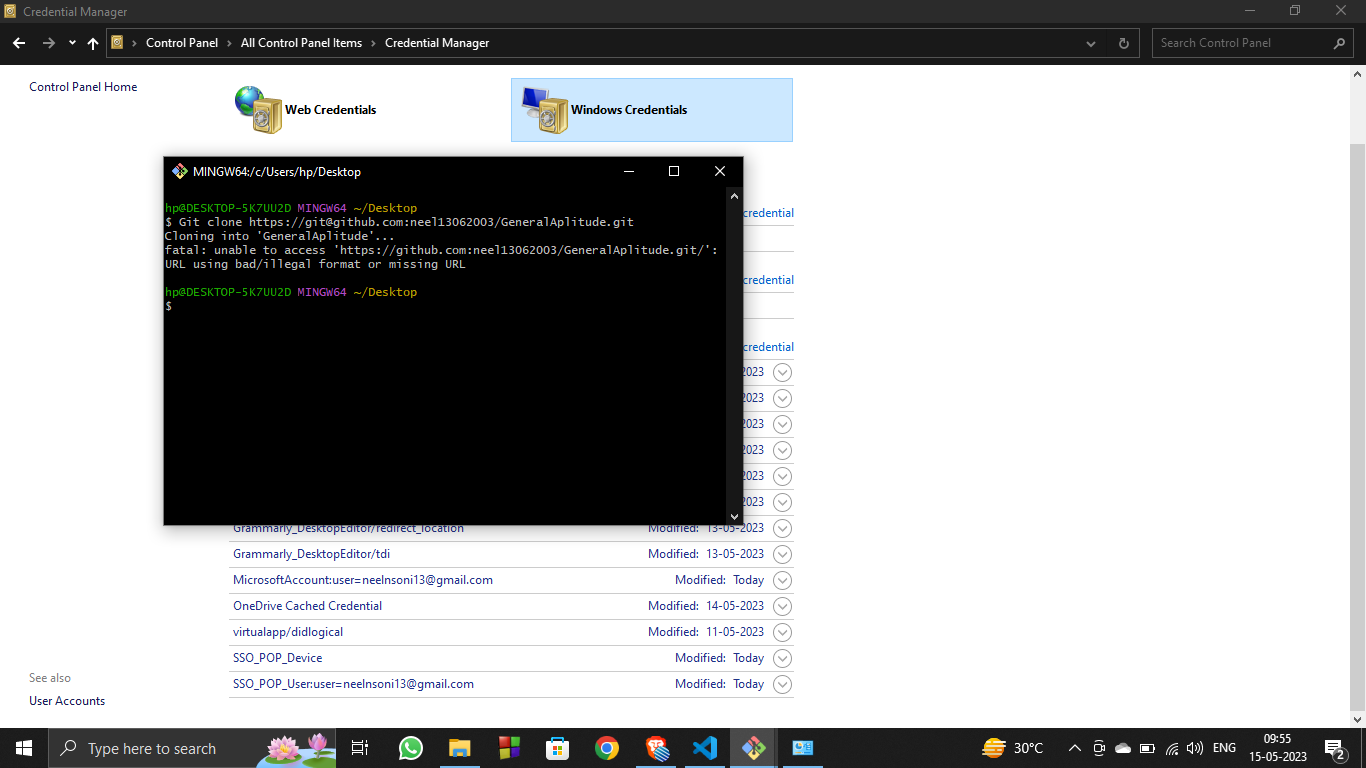 Credential Manager
Control Panel › All Control Panel Items › Credential Manager
Search Control Panel
Control Panel Home
Web Credentials
Windows Credentials
MINGW64:/c/Users/hp/Desktop
hp@DESKTOP-5K7UU2D MINGW64 ~/Desktop
$ Git clone https://git@github.com:neel13062003/GeneralAplitude.git
Cloning into 'GeneralAplitude'...
fatal: unable to access 'https://github.com:neel13062003/GeneralAplitude.git/':
URL using bad/illegal format or missing URL
hp@DESKTOP-5K7UU2D MINGW64 ~/Desktop
$
credential
credential
credential
2023
2023
2023
2023
2023
2023
Grammarly_DesktopEditor/redirect_location Modified: 13-05-2023
Grammarly_DesktopEditor/tdi Modified: 13-05-2023
MicrosoftAccount:user=neelnsoni13@gmail.com Modified: Today
OneDrive Cached Credential Modified: 14-05-2023
virtualapp/didlogical Modified: 11-05-2023
SSO_POP_Device Modified: Today
SSO_POP_User:user=neelnsoni13@gmail.com Modified: Today
See also
User Accounts
Type here to search
30°C
ENG
09:55
15-05-2023
2